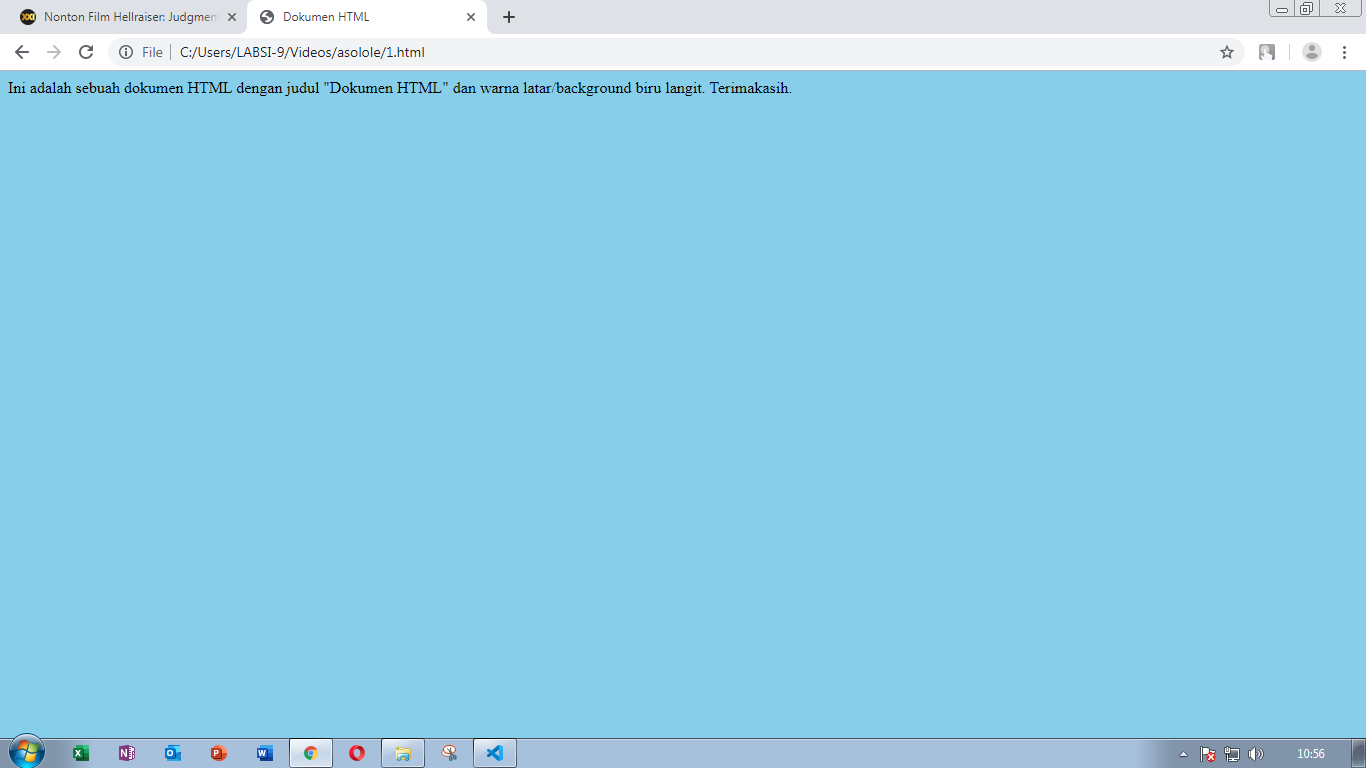 Nonton Film Hellraiser: Judgmen
Dokumen HTML
File
C:/Users/LABSI-9/Videos/asolole/1.html
Ini adalah sebuah dokumen HTML dengan judul "Dokumen HTML" dan warna latar/background biru langit. Terimakasih.
10:56